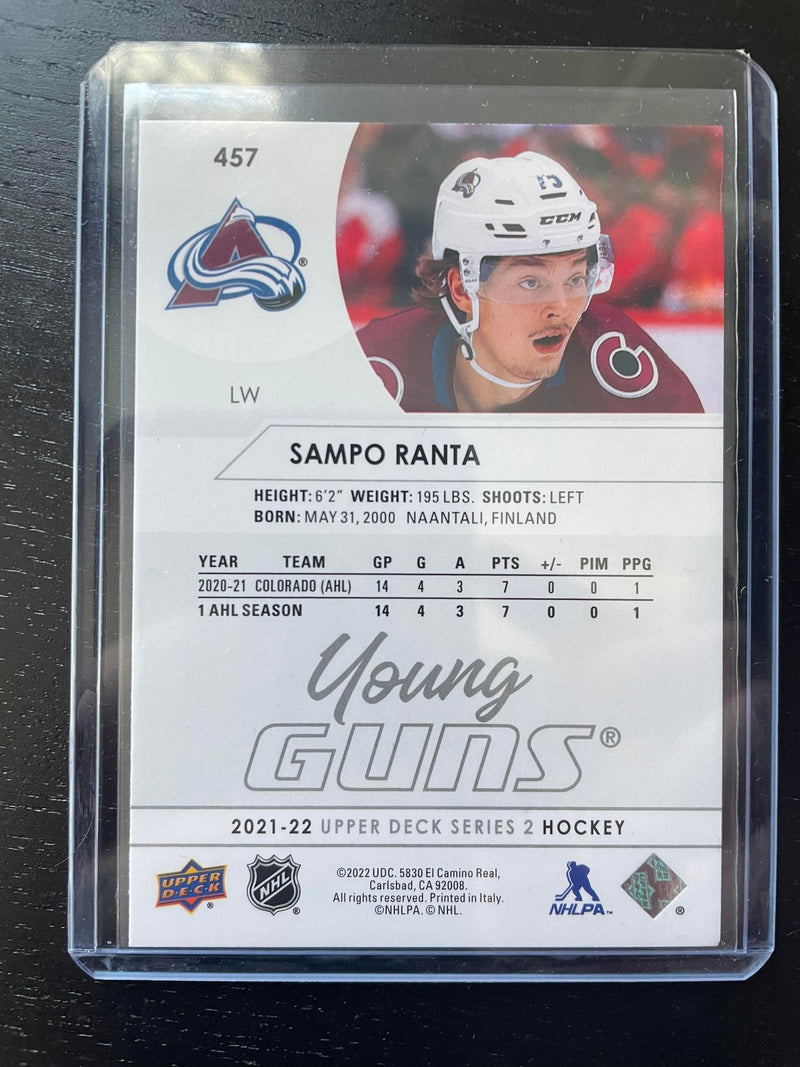 457
®
75
CCM
LW
SAMPO RANTA
HEIGHT: 6'2" WEIGHT: 195 LBS. SHOOTS: LEFT
BORN: MAY 31, 2000 NAANTALI, FINLAND
YEAR TEAM GP G A PTS +/- PIM PPG
2020-21 COLORADO (AHL) 14 4 3 7 0 0 1
1 AHL SEASON 14 4 3 7 0 0 1
Young
GUNS®
2021-22 UPPER DECK SERIES 2 HOCKEY
UPPER
D·E·C·K ®
NHL ®
©2022 UDC. 5830 El Camino Real,
Carlsbad, CA 92008.
All rights reserved. Printed in Italy.
©NHLPA. © NHL.
NHLPA™
®